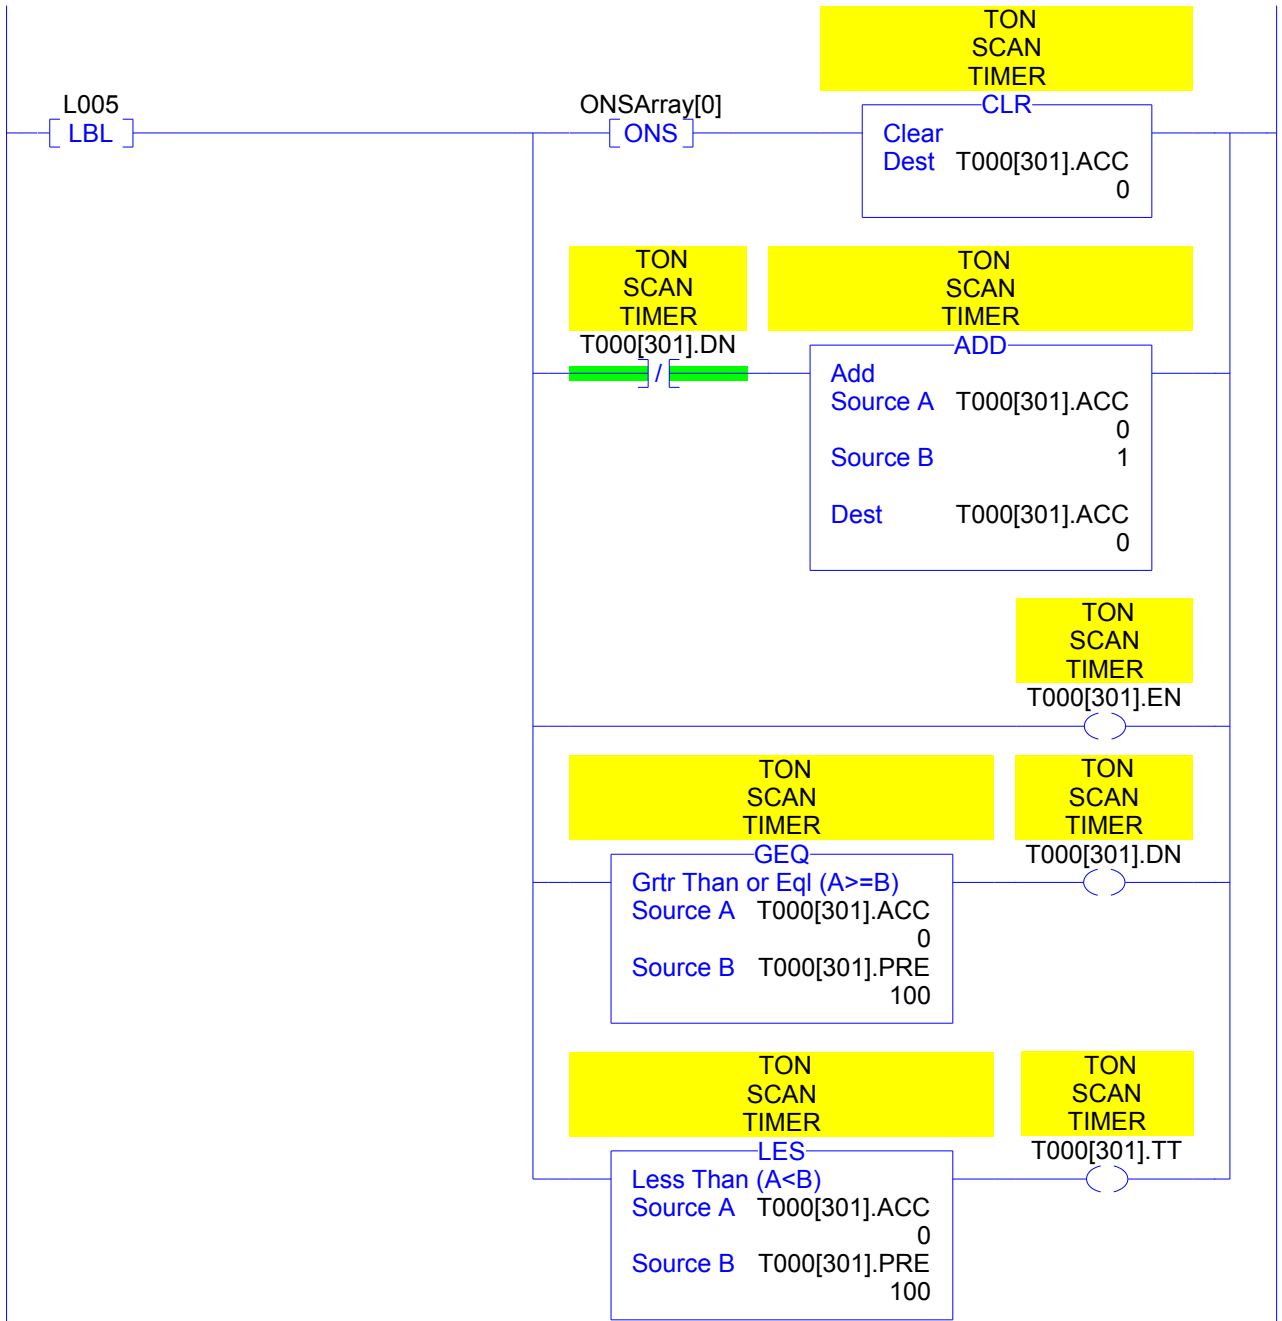 TON
SCAN
TIMER
L005
LBL
ONSArray[0]
ONS
CLR
Clear
Dest T000[301].ACC
0
TON
SCAN
TIMER
T000[301].DN
/
TON
SCAN
TIMER
ADD
Add
Source A T000[301].ACC
0
Source B 1
Dest T000[301].ACC
0
TON
SCAN
TIMER
T000[301].EN
TON
SCAN
TIMER
GEQ
Grtr Than or Eql (A>=B)
Source A T000[301].ACC
0
Source B T000[301].PRE
100
TON
SCAN
TIMER
T000[301].DN
TON
SCAN
TIMER
LES
Less Than (A<B)
Source A T000[301].ACC
0
Source B T000[301].PRE
100
TON
SCAN
TIMER
T000[301].TT